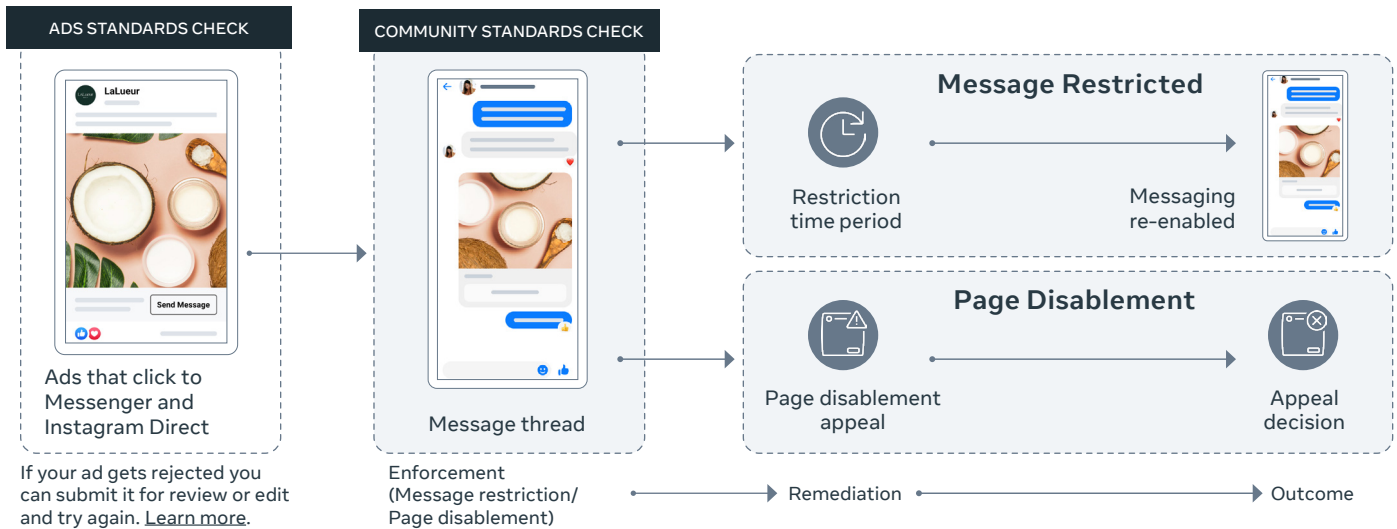 ADS STANDARDS CHECK
LaLueur
Send Message
Ads that click to
Messenger and
Instagram Direct
If your ad gets rejected you
can submit it for review or edit
and try again. Learn more.
COMMUNITY STANDARDS CHECK
Message thread
Enforcement
(Message restriction/
Page disablement)
Message Restricted
Restriction
time period
Messaging
re-enabled
Page Disablement
Page disablement
appeal
Appeal
decision
Remediation
Outcome